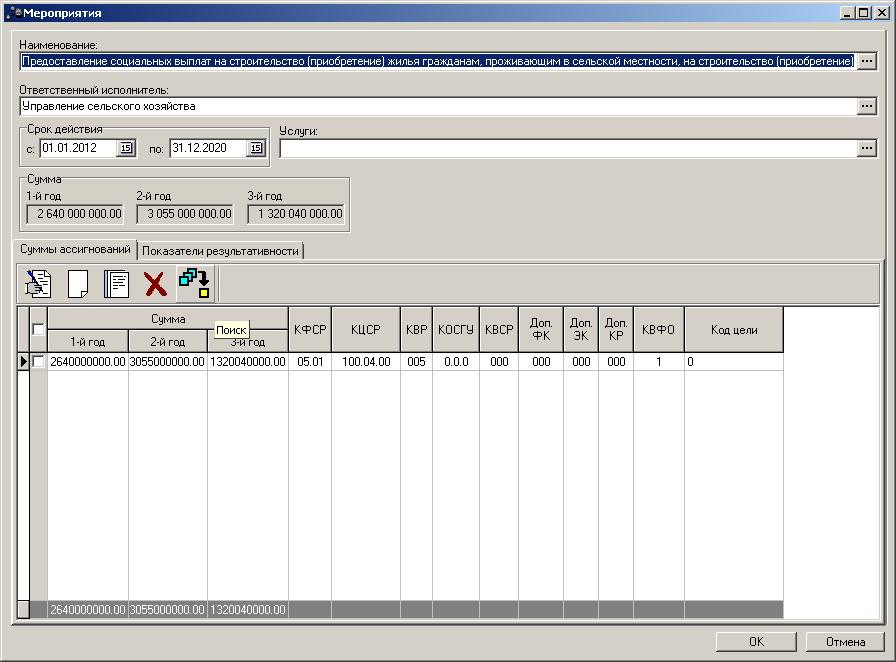 Мероприятия
Наименование:
Предоставление социальных выплат на строительство (приобретение) жилья гражданам, проживающим в сельской местности, на строительство (приобретение)
...
Ответственный исполнитель:
Управление сельского хозяйства
...
Срок действия
Услуги:
с: 01.01.2012 15 по: 31.12.2020 15
...
Сумма
1-й год 2-й год 3-й год
2 640 000 000.00 3 055 000 000.00 1 320 040 000.00
Суммы ассигнований Показатели результативности
Сумма КФСР КЦСР КВР КОСГУ КВСР Доп. ФК Доп. ЭК Доп. КР КВФО Код цели
Поиск
1-й год 2-й год 3-й год
2640000000.00 3055000000.00 1320040000.00 05.01 100.04.00 005 0.0.0 000 000 000 000 1 0
2640000000.00 3055000000.00 1320040000.00
OK Отмена